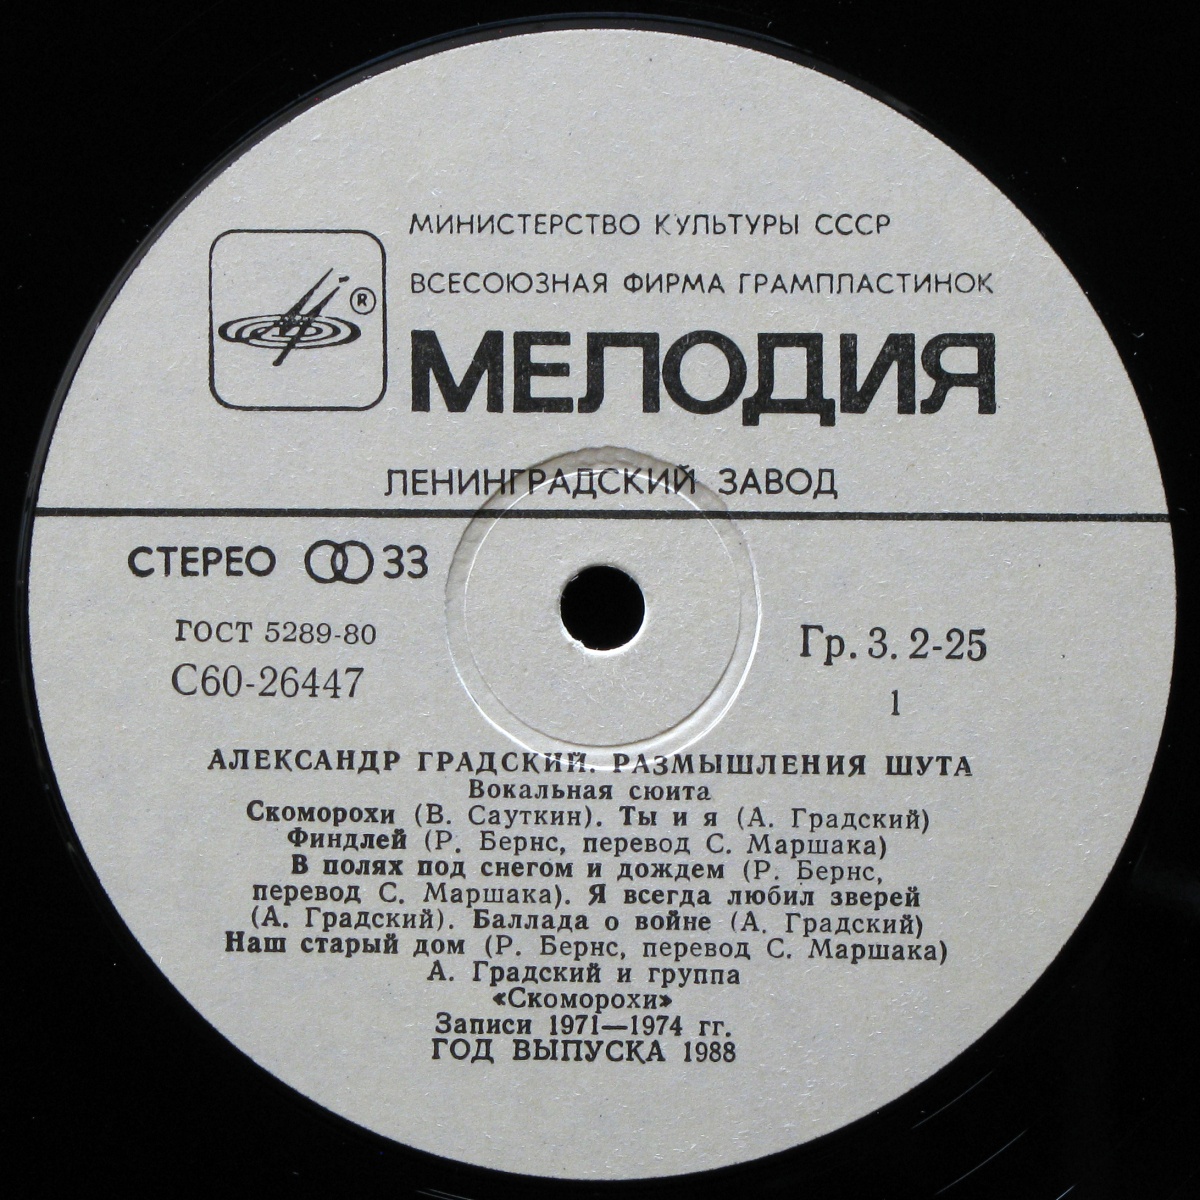 МИНИСТЕРСТВО КУЛЬТУРЫ СССР
ВСЕСОЮЗНАЯ ФИРМА ГРАМПЛАСТИНОК
®
МЕЛОДИЯ
ЛЕНИНГРАДСКИЙ ЗАВОД
СТЕРЕО 33
ГОСТ 5289-80
С60-26447
Гр. 3. 2-25
1
АЛЕКСАНДР ГРАДСКИЙ. РАЗМЫШЛЕНИЯ ШУТА
Вокальная сюита
Скоморохи (В. Сауткин). Ты и я (А. Градский)
Финдлей (Р. Бернс, перевод С. Маршака)
В полях под снегом и дождем (Р. Бернс,
перевод С. Маршака). Я всегда любил зверей
(А. Градский). Баллада о войне (А. Градский)
Наш старый дом (Р. Бернс, перевод С. Маршака)
А. Градский и группа
«Скоморохи»
Записи 1971—1974 гг.
ГОД ВЫПУСКА 1988